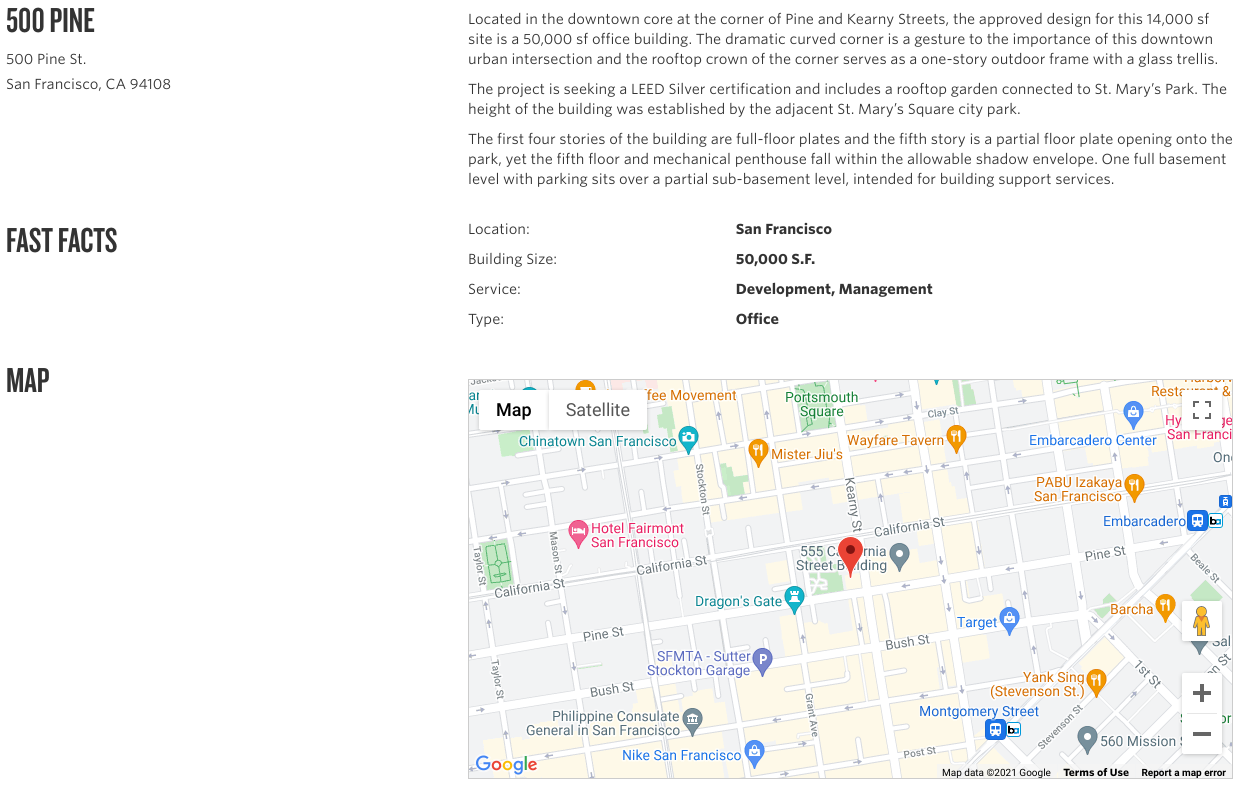 500 PINE
500 Pine St.
San Francisco, CA 94108
Located in the downtown core at the corner of Pine and Kearny Streets, the approved design for this 14,000 sf
site is a 50,000 sf office building. The dramatic curved corner is a gesture to the importance of this downtown
urban intersection and the rooftop crown of the corner serves as a one-story outdoor frame with a glass trellis.
The project is seeking a LEED Silver certification and includes a rooftop garden connected to St. Mary's Park. The
height of the building was established by the adjacent St. Mary's Square city park.
The first four stories of the building are full-floor plates and the fifth story is a partial floor plate opening onto the
park, yet the fifth floor and mechanical penthouse fall within the allowable shadow envelope. One full basement
level with parking sits over a partial sub-basement level, intended for building support services.
FAST FACTS
Location: San Francisco
Building Size: 50,000 S.F.
Service: Development, Management
Type: Office
MAP
Map
Satellite
Movement
Portsmouth
Square
Clay St
Embarcadero Center
Chinatown San Francisco
Mister Jiu's
Wayfare Tavern
Stockton St
Kearny St
PABU Izakaya
San Francisco
Embarcadero
Hotel Fairmont
San Francisco
Mason St
Taylor St
California St
California St
California St
555
Street Building
Pine St
Beale St
Dragon's Gate
Target
Barcha
Pine St
Bush St
SFMTA - Sutter
Stockton Garage
Taylor St
Bush St
Yank Sing
(Stevenson St.)
1st St
Grant Ave
Montgomery Street
Stevenson St
Philippine Consulate
General in San Francisco
Nike San Francisco
Post St
560 Mission
Google
Map data ©2021 Google
Terms of Use
Report a map error